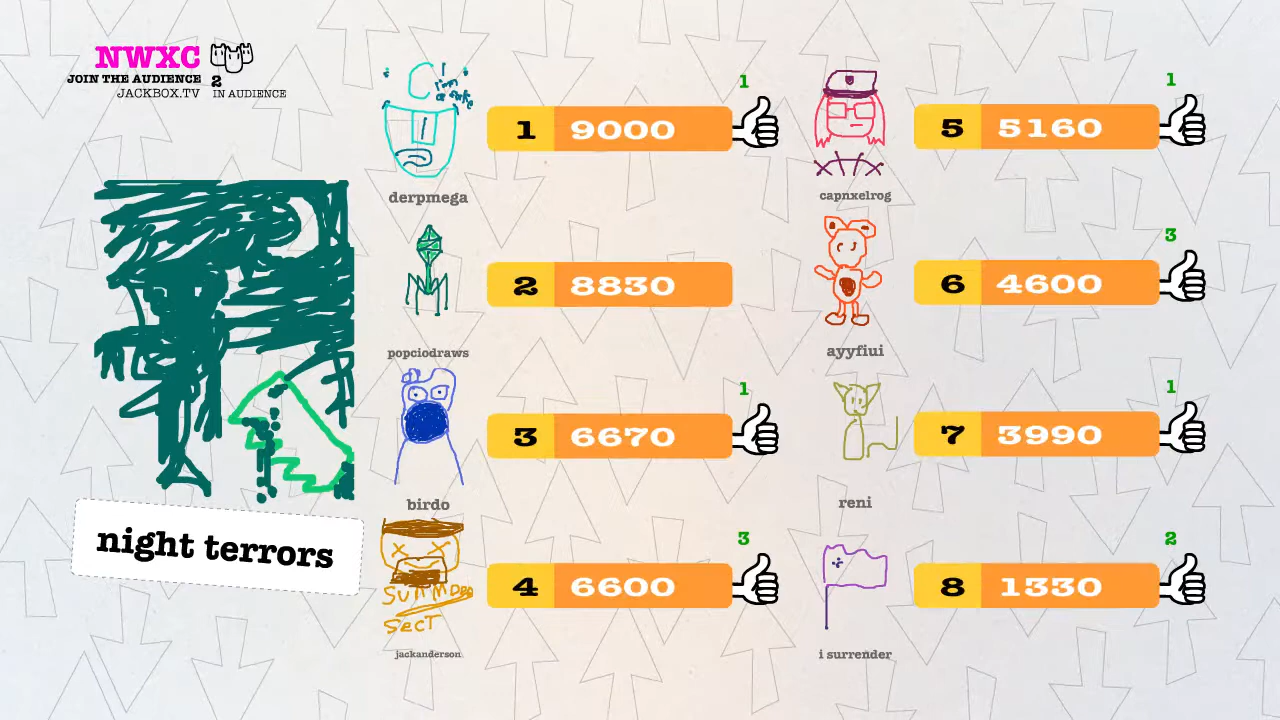 NWXC
JOIN THE AUDIENCE 2
JACKBOX.TV IN AUDIENCE
night terrors
1 9000 1
derpmega
2 8830
popciodraws
3 6670 1
birdo
SUMMD
SecT
4 6600 3
jackanderson
5 5160 1
capnxelrog
6 4600 3
ayyfiui
7 3990 1
reni
8 1330 2
i surrender